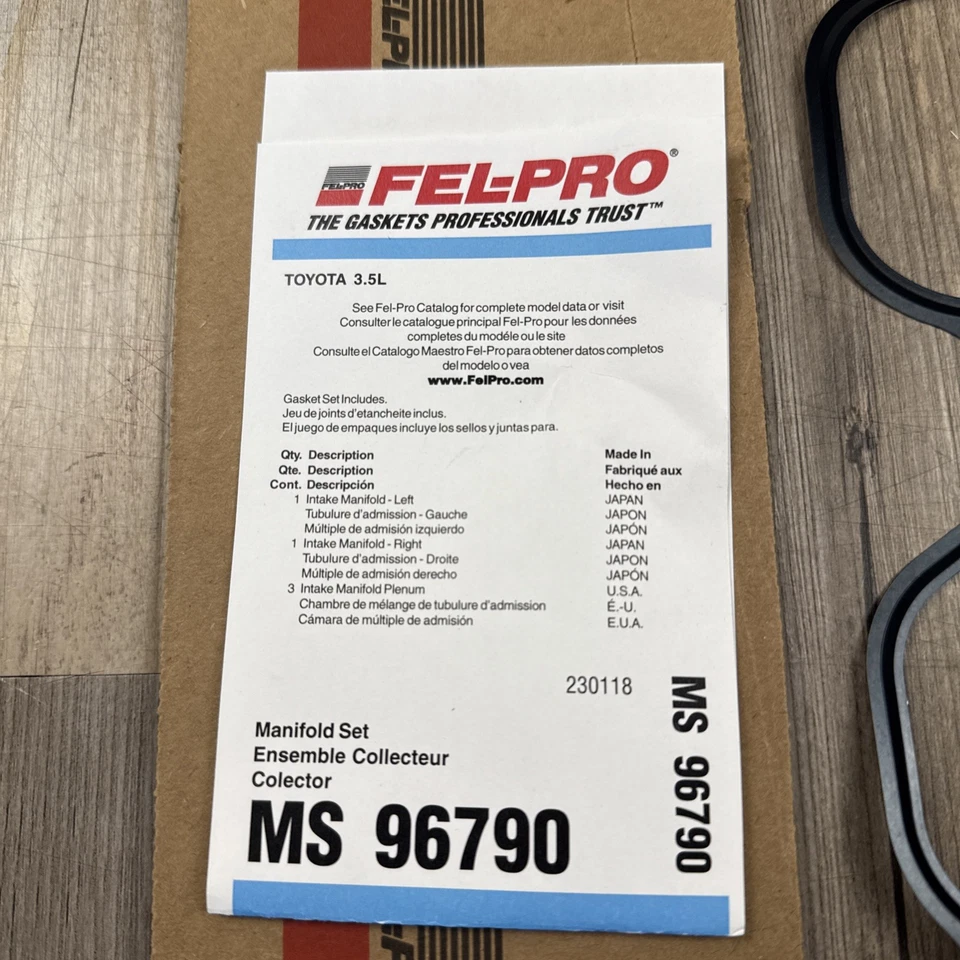 FEL-P
FEL-PRO
FEL-PRO®
THE GASKETS PROFESSIONALS TRUST™
TOYOTA 3.5L
See Fel-Pro Catalog for complete model data or visit
Consulter le catalogue principal Fel-Pro pour les données
completes du modéle ou le site
Consulte el Catalogo Maestro Fel-Pro para obtener datos completos
del modelo o vea
www.FelPro.com
Gasket Set Includes.
Jeu de joints d'etancheite inclus.
El juego de empaques incluye los sellos y juntas para.
Qty. Description Made In
Qte. Description Fabriqué aux
Cont. Descripción Hecho en
1 Intake Manifold - Left JAPAN
Tubulure d'admission - Gauche JAPON
Múltiple de admisión izquierdo JAPÓN
1 Intake Manifold - Right JAPAN
Tubulure d'admission - Droite JAPON
Múltiple de admisión derecho JAPÓN
3 Intake Manifold Plenum U.S.A.
Chambre de mélange de tubulure d'admission É.-U.
Cámara de múltiple de admisión E.U.A.
230118
MS 96790
Manifold Set
Ensemble Collecteur
Colector
MS 96790